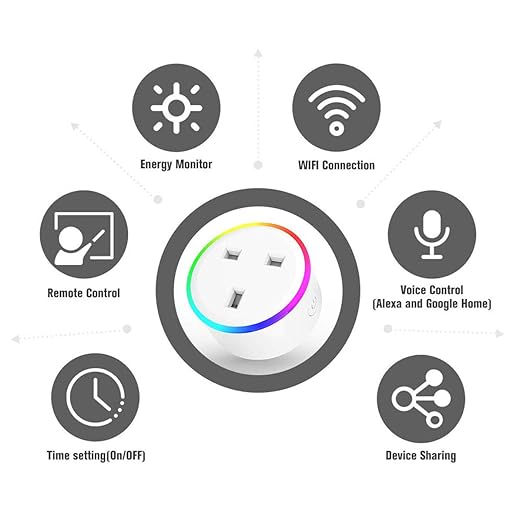 Energy Monitor
WIFI Connection
Remote Control
Voice Control
(Alexa and Google Home)
Time setting(On/OFF)
Device Sharing